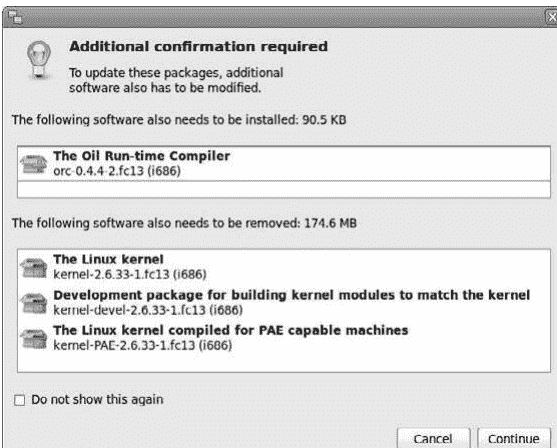 Additional confirmation required
To update these packages, additional
software also has to be modified.
The following software also needs to be installed: 90.5 KB
The Oil Run-time Compiler
orc-0.4.4-2.fc13 (i686)
The following software also needs to be removed: 174.6 MB
The Linux kernel
kernel-2.6.33-1.fc13 (i686)
Development package for building kernel modules to match the kernel
kernel-devel-2.6.33-1.fc13 (i686)
The Linux kernel compiled for PAE capable machines
kernel-PAE-2.6.33-1.fc13 (i686)
Do not show this again
Cancel
Continue